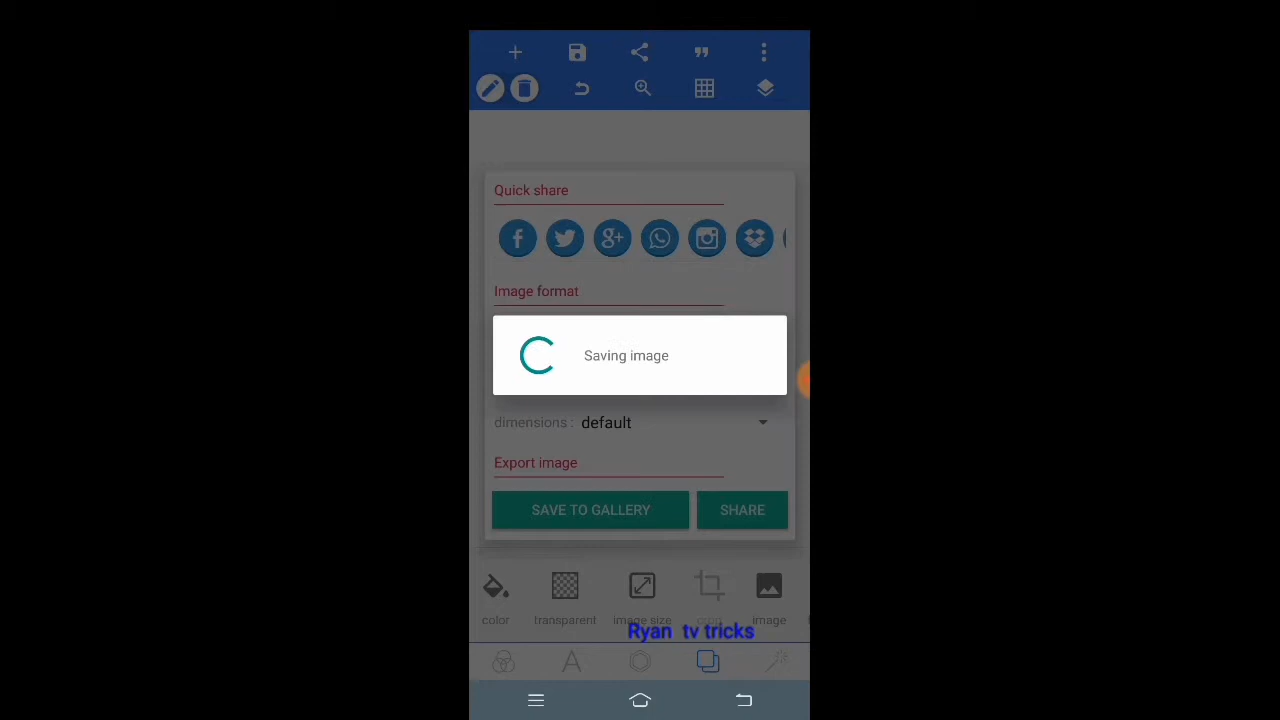 Quick share
Image format
Saving image
dimensions : default
Export image
SAVE TO GALLERY SHARE
color transparent image size crop image
Ryan tv tricks